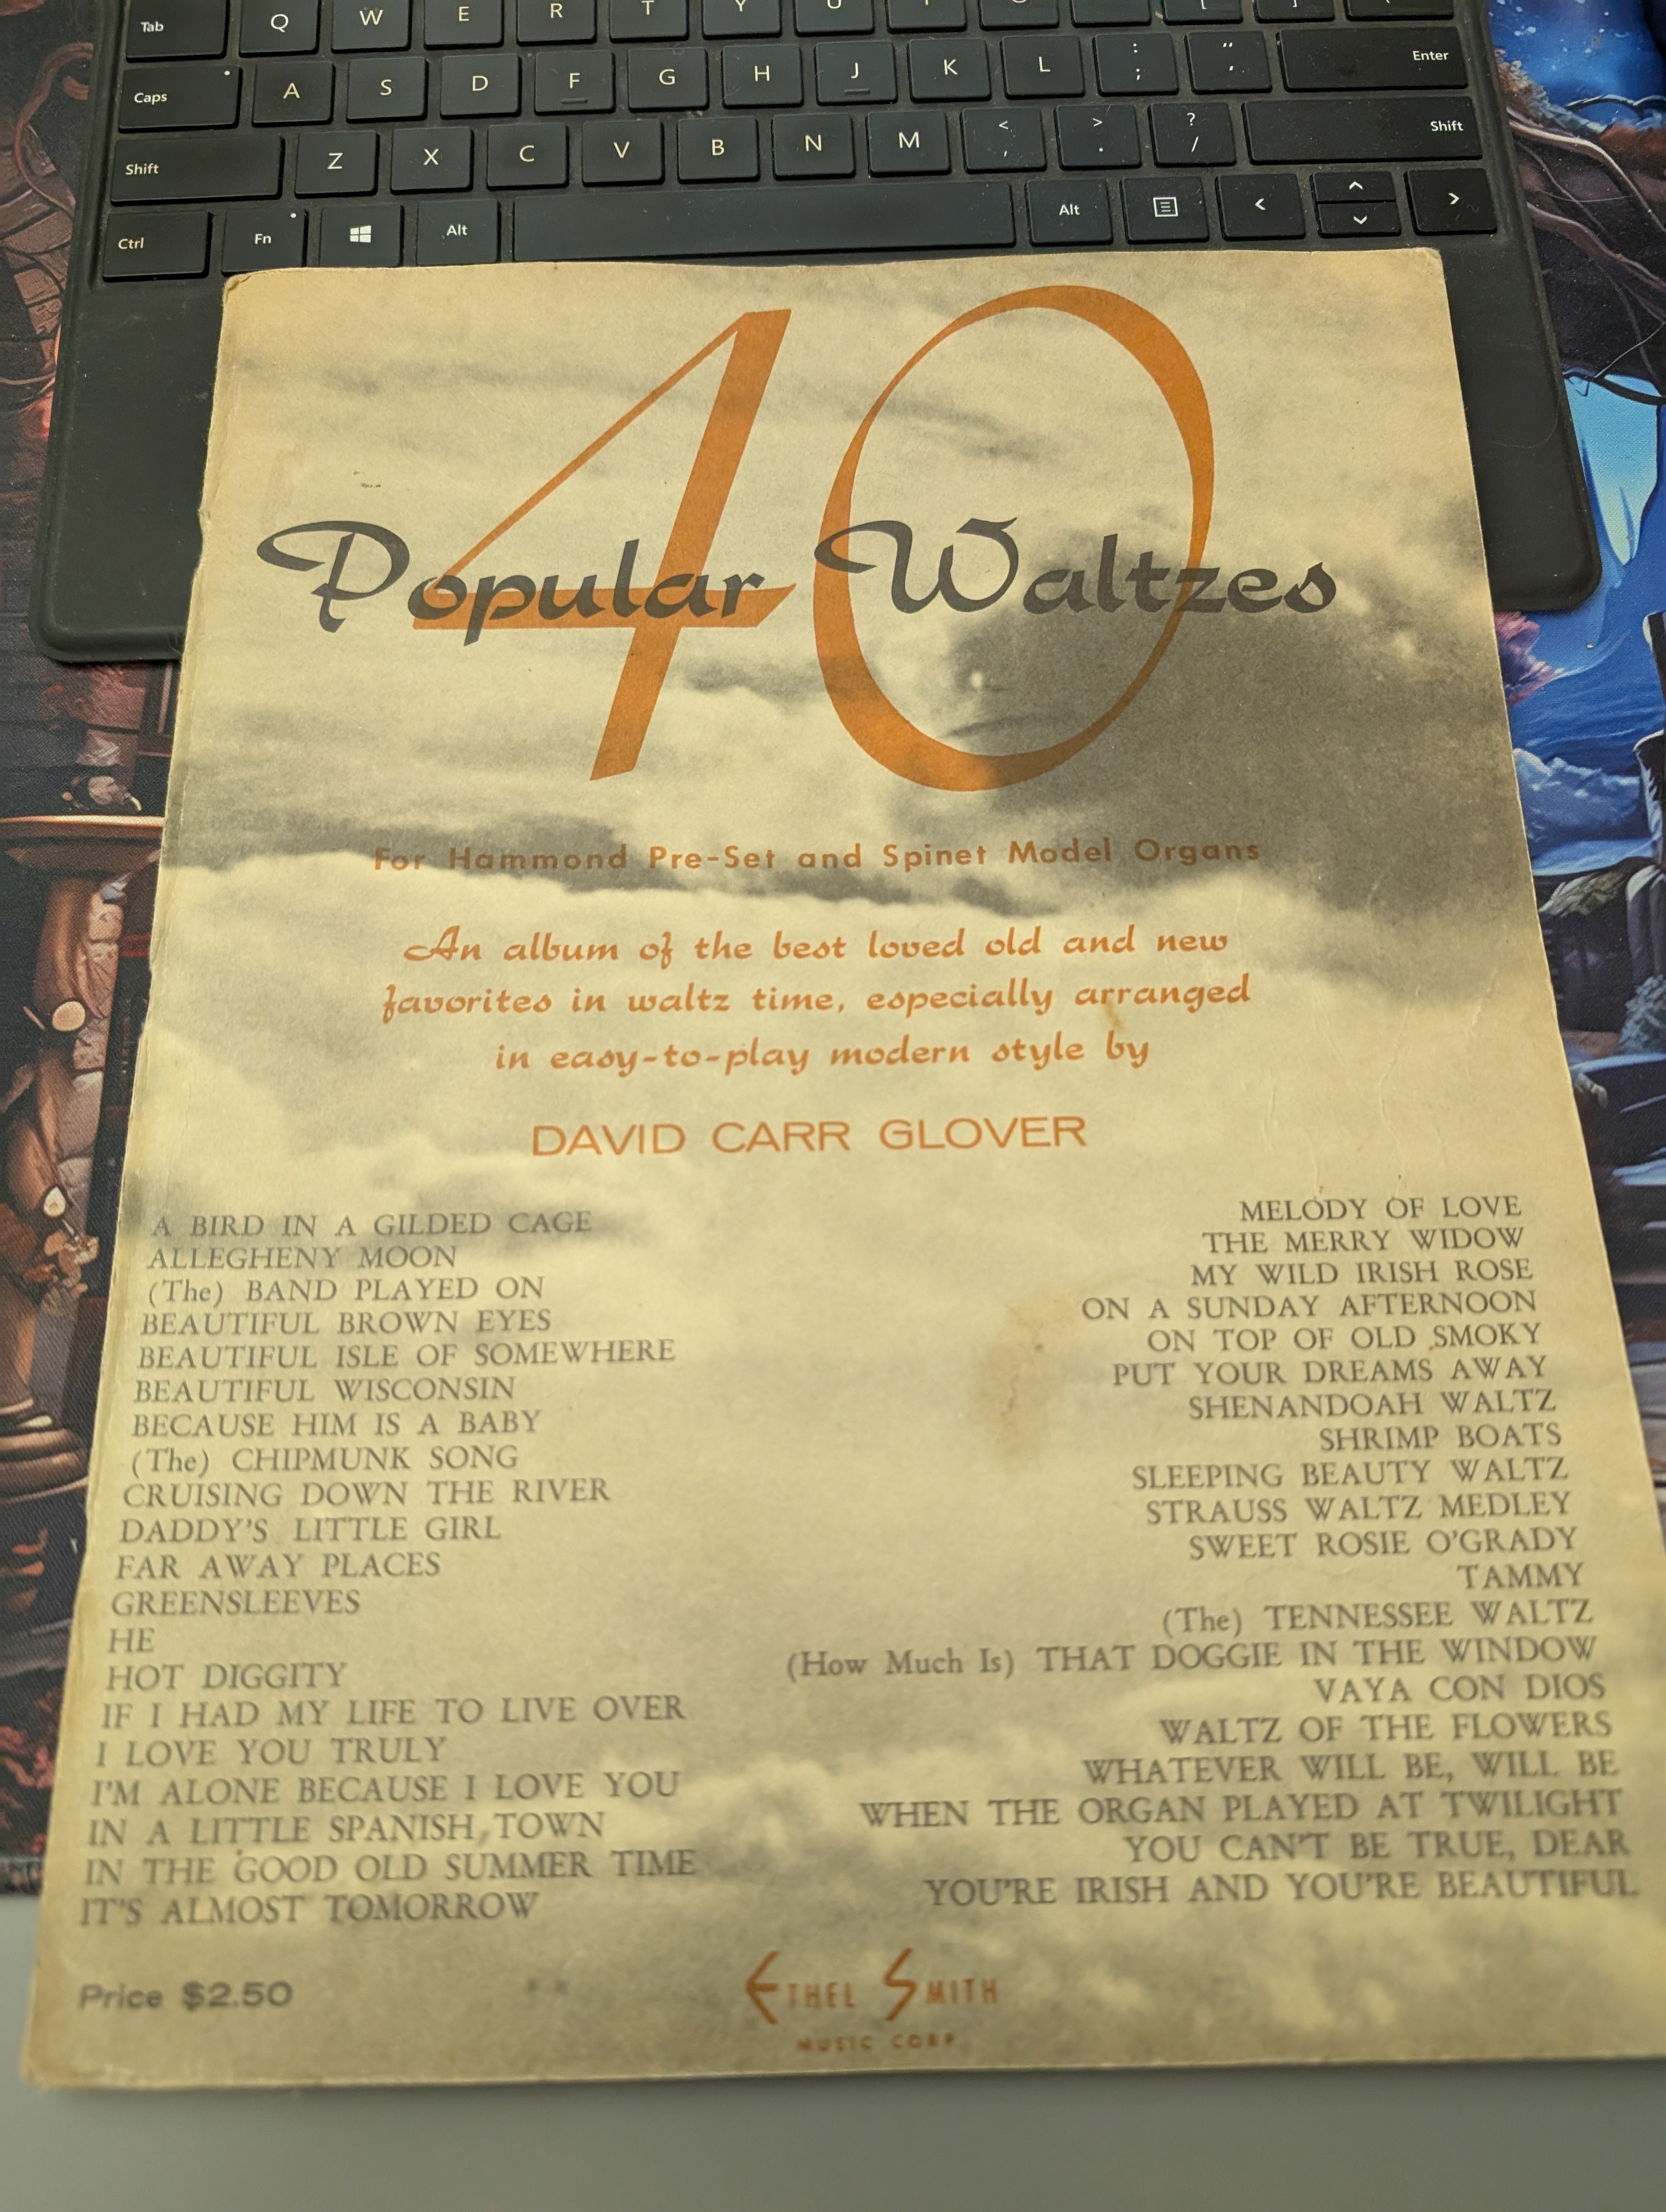 Tab Q W E R T Y
Caps A S D F G H J K L : ; " ' Enter
Shift Z X C V B N M < , > . ? / Shift
Ctrl Fn Alt Alt < >
40
Popular Waltzes
For Hammond Pre-Set and Spinet Model Organs
An album of the best loved old and new
favorites in waltz time, especially arranged
in easy-to-play modern style by
DAVID CARR GLOVER
A BIRD IN A GILDED CAGE
ALLEGHENY MOON
(The) BAND PLAYED ON
BEAUTIFUL BROWN EYES
BEAUTIFUL ISLE OF SOMEWHERE
BEAUTIFUL WISCONSIN
BECAUSE HIM IS A BABY
(The) CHIPMUNK SONG
CRUISING DOWN THE RIVER
DADDY'S LITTLE GIRL
FAR AWAY PLACES
GREENSLEEVES
HE
HOT DIGGITY
IF I HAD MY LIFE TO LIVE OVER
I LOVE YOU TRULY
I'M ALONE BECAUSE I LOVE YOU
IN A LITTLE SPANISH TOWN
IN THE GOOD OLD SUMMER TIME
IT'S ALMOST TOMORROW
MELODY OF LOVE
THE MERRY WIDOW
MY WILD IRISH ROSE
ON A SUNDAY AFTERNOON
ON TOP OF OLD SMOKY
PUT YOUR DREAMS AWAY
SHENANDOAH WALTZ
SHRIMP BOATS
SLEEPING BEAUTY WALTZ
STRAUSS WALTZ MEDLEY
SWEET ROSIE O'GRADY
TAMMY
(The) TENNESSEE WALTZ
(How Much Is) THAT DOGGIE IN THE WINDOW
VAYA CON DIOS
WALTZ OF THE FLOWERS
WHATEVER WILL BE, WILL BE
WHEN THE ORGAN PLAYED AT TWILIGHT
YOU CAN'T BE TRUE, DEAR
YOU'RE IRISH AND YOU'RE BEAUTIFUL
Price $2.50
ETHEL SMITH
MUSIC CORP